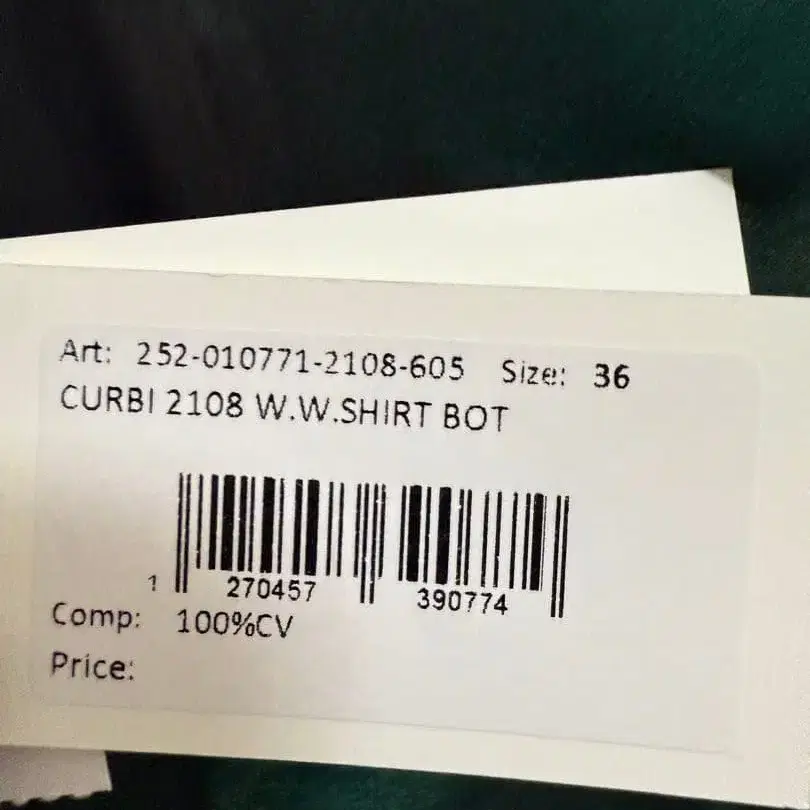 Art: 252-010771-2108-605 Size: 36
CURBI 2108 W.W.SHIRT BOT
1 270457 390774
Comp: 100%CV
Price: